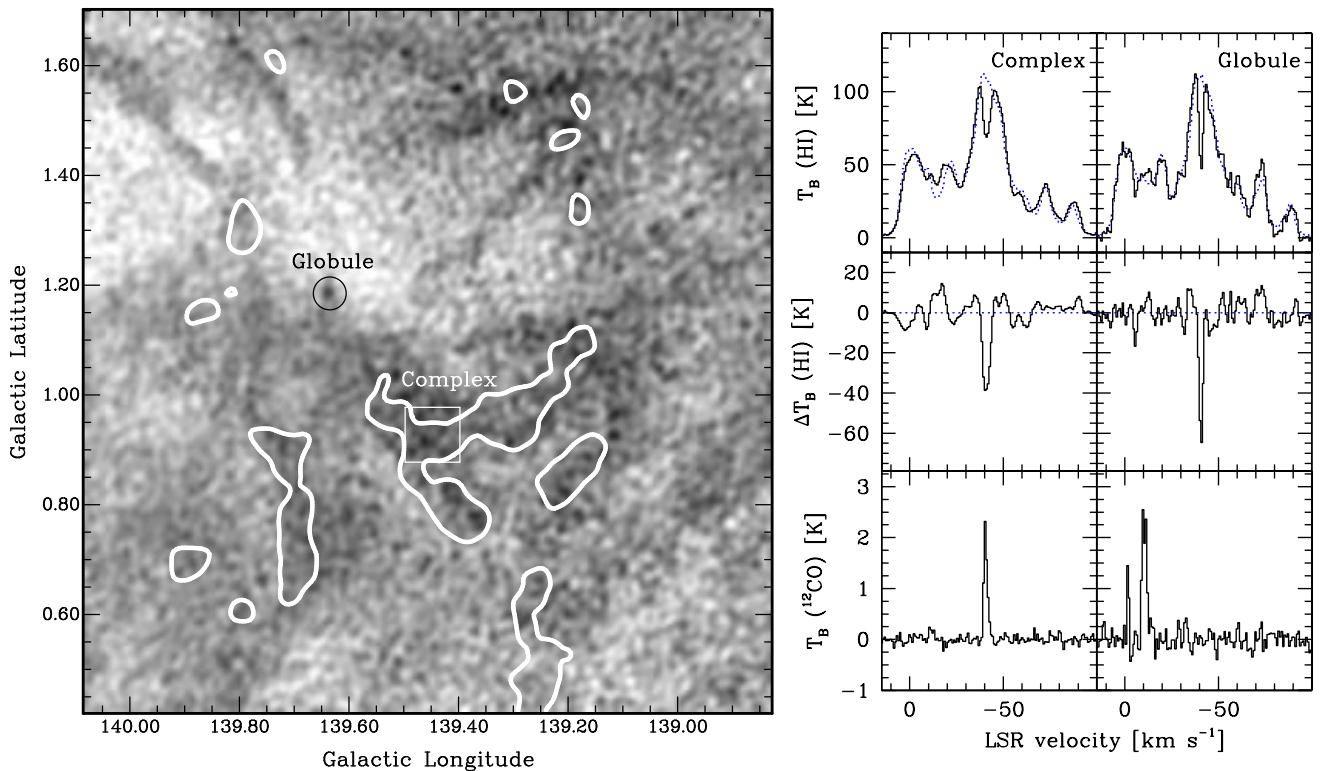 Globule
Complex
1.60
1.40
1.20
1.00
0.80
0.60
Galactic Latitude
140.00 139.80 139.60 139.40 139.20 139.00
Galactic Longitude
Complex
Globule
100
50
0
T_B (HI) [K]
20
0
−20
−40
−60
ΔT_B (HI) [K]
3
2
1
0
−1
T_B (¹²CO) [K]
0 −50 0 −50
LSR velocity [km s⁻¹]